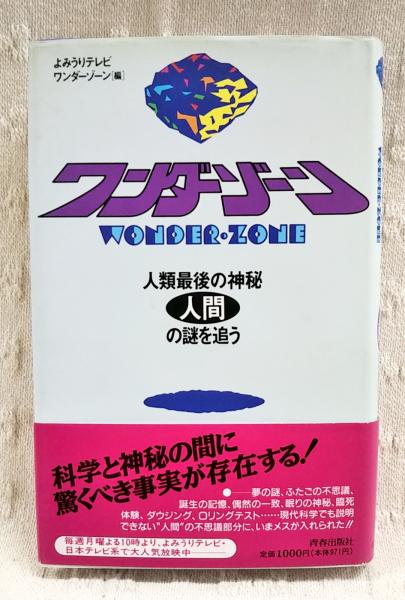 よみうりテレビ
ワンダーゾーン[編]
ワンダーゾーン
WONDER・ZONE
人類最後の神秘
人間
の謎を追う
科学と神秘の間に
驚くべき事実が存在する!
●――夢の謎、ふたごの不思議、
誕生の記憶、偶然の一致、眠りの神秘、臨死
体験、ダウジング、Oリングテスト……現代科学でも説明
できない"人間"の不思議部分に、いまメスが入れられた!!
毎週月曜よる10時より、よみうりテレビ・
日本テレビ系で大人気放映中――
青春出版社
定価1000円(本体971円)